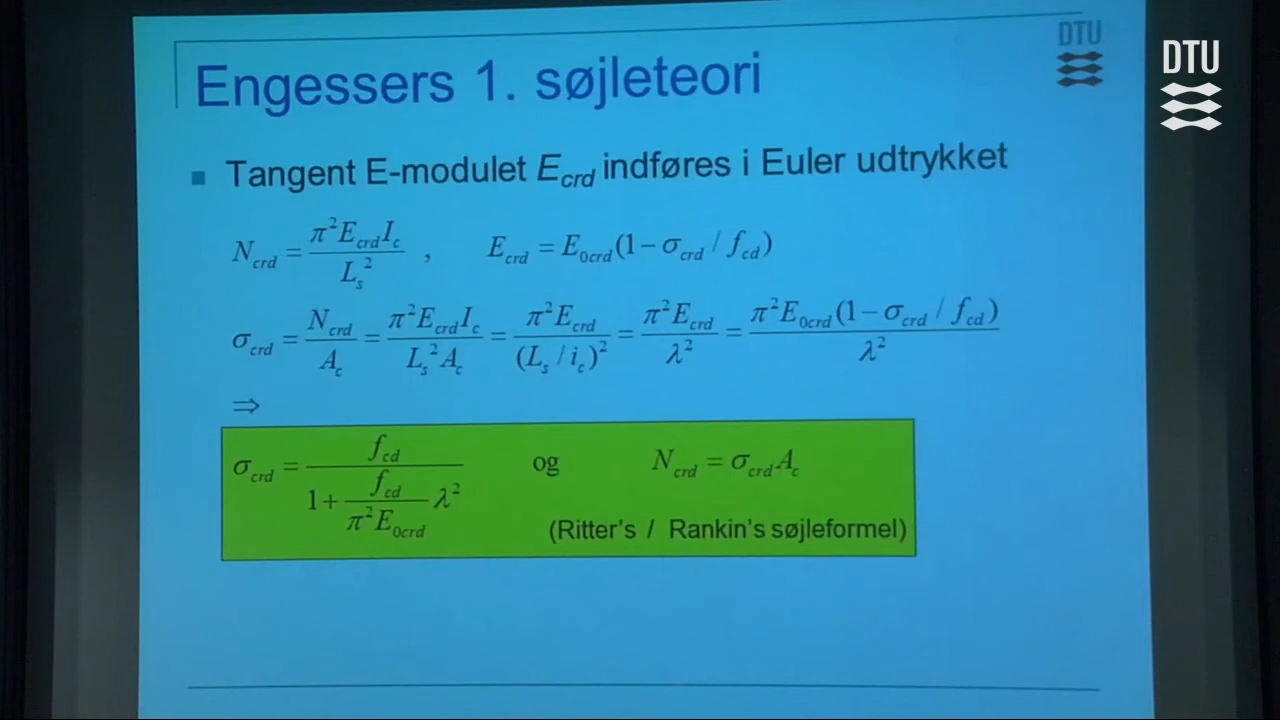 DTU
DTU
Engessers 1. søjleteori
Tangent E-modulet E_crd indføres i Euler udtrykket
N_crd = π²E_crd I_c / L_s² , E_crd = E_0crd(1 − σ_crd / f_cd)
σ_crd = N_crd / A_c = π²E_crd I_c / L_s² A_c = π²E_crd / (L_s / i_c)² = π²E_crd / λ² = π²E_0crd(1 − σ_crd / f_cd) / λ²
⇒
σ_crd = f_cd / (1 + f_cd / π²E_0crd λ²) og N_crd = σ_crd A_c
(Ritter's / Rankin's søjleformel)